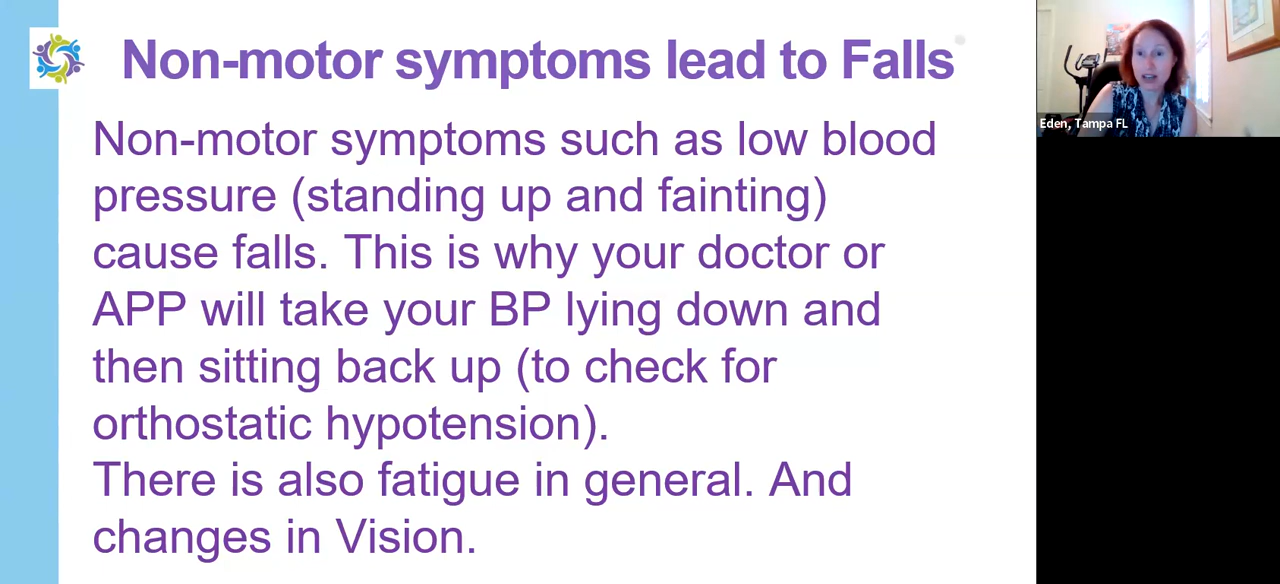 Non-motor symptoms lead to Falls
Non-motor symptoms such as low blood
pressure (standing up and fainting)
cause falls. This is why your doctor or
APP will take your BP lying down and
then sitting back up (to check for
orthostatic hypotension).
There is also fatigue in general. And
changes in Vision.
Eden, Tampa FL